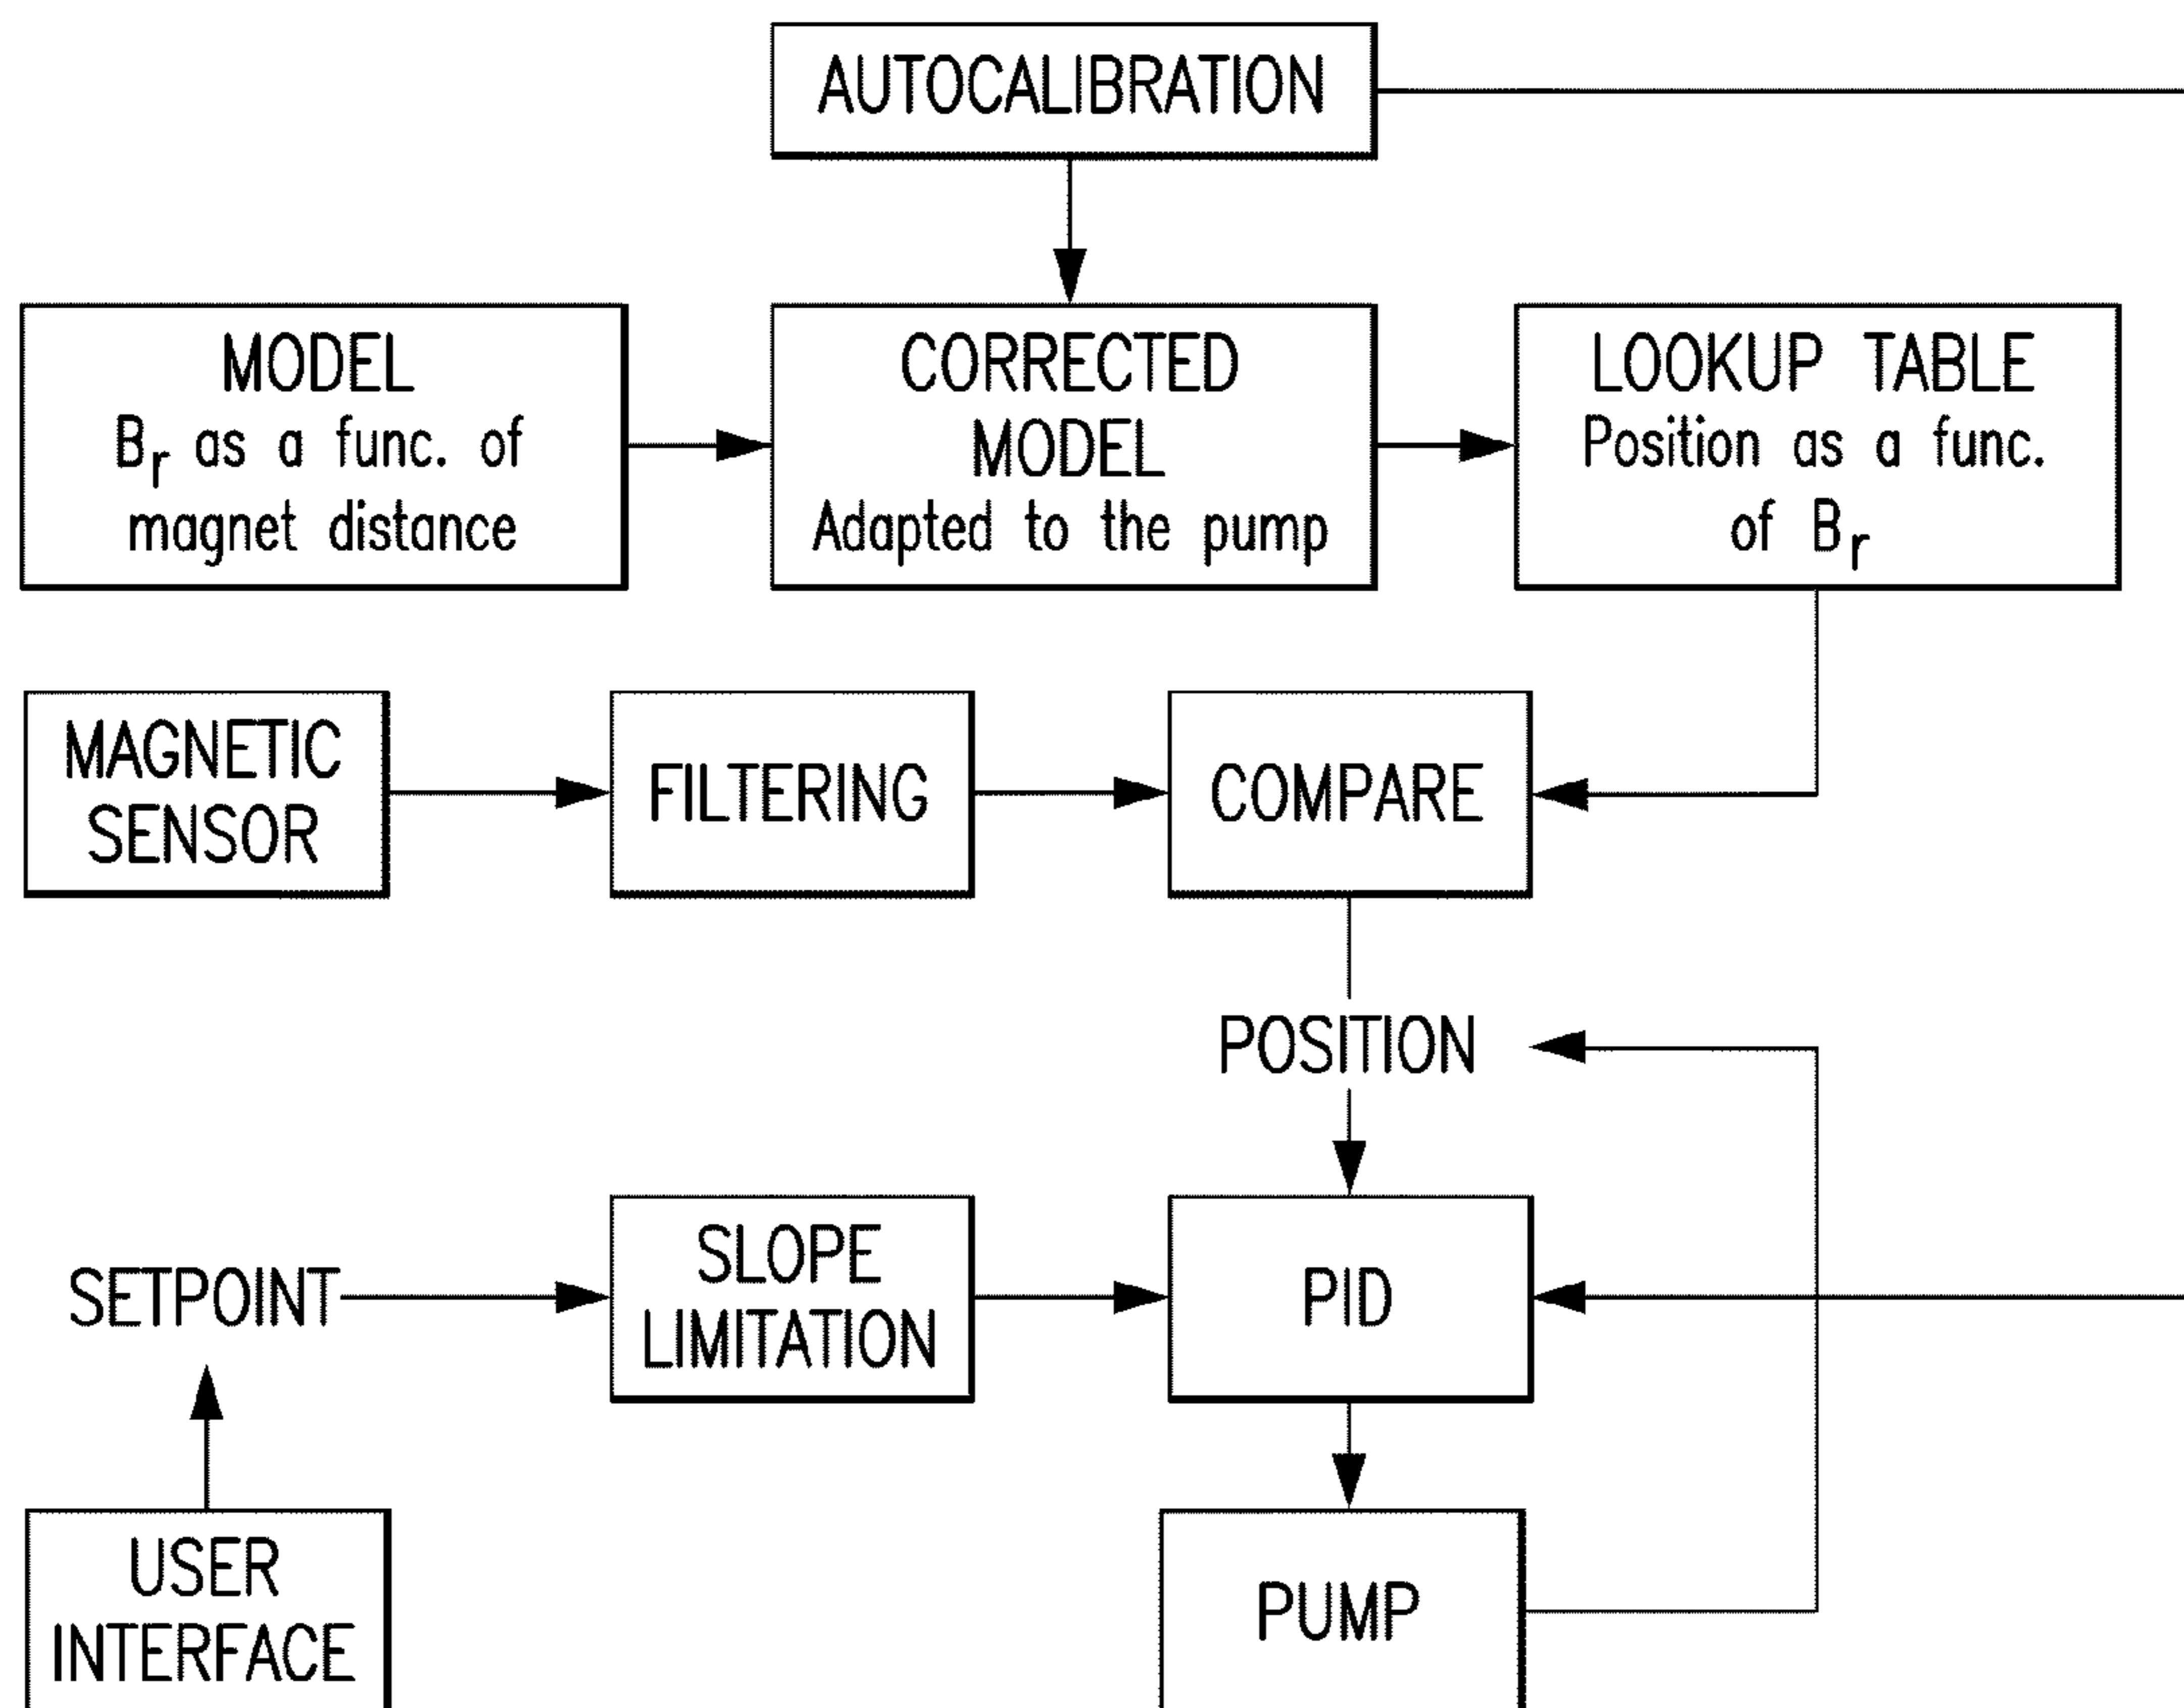 AUTOCALIBRATION
MODEL
Br as a func. of
magnet distance
CORRECTED
MODEL
Adapted to the pump
LOOKUP TABLE
Position as a func.
of Br
MAGNETIC
SENSOR
FILTERING
COMPARE
POSITION
SETPOINT
SLOPE
LIMITATION
PID
USER
INTERFACE
PUMP